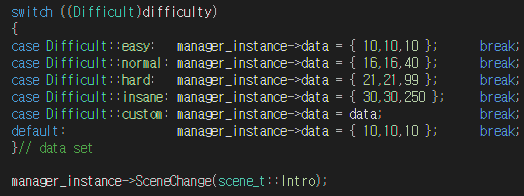 switch ((Difficult)difficulty)
{
case Difficult::easy:   manager_instance->data = { 10,10,10 };      break;
case Difficult::normal: manager_instance->data = { 16,16,40 };      break;
case Difficult::hard:   manager_instance->data = { 21,21,99 };      break;
case Difficult::insane: manager_instance->data = { 30,30,250 };     break;
case Difficult::custom: manager_instance->data = data;              break;
default:                manager_instance->data = { 10,10,10 };      break;
}// data set

manager_instance->SceneChange(scene_t::Intro);